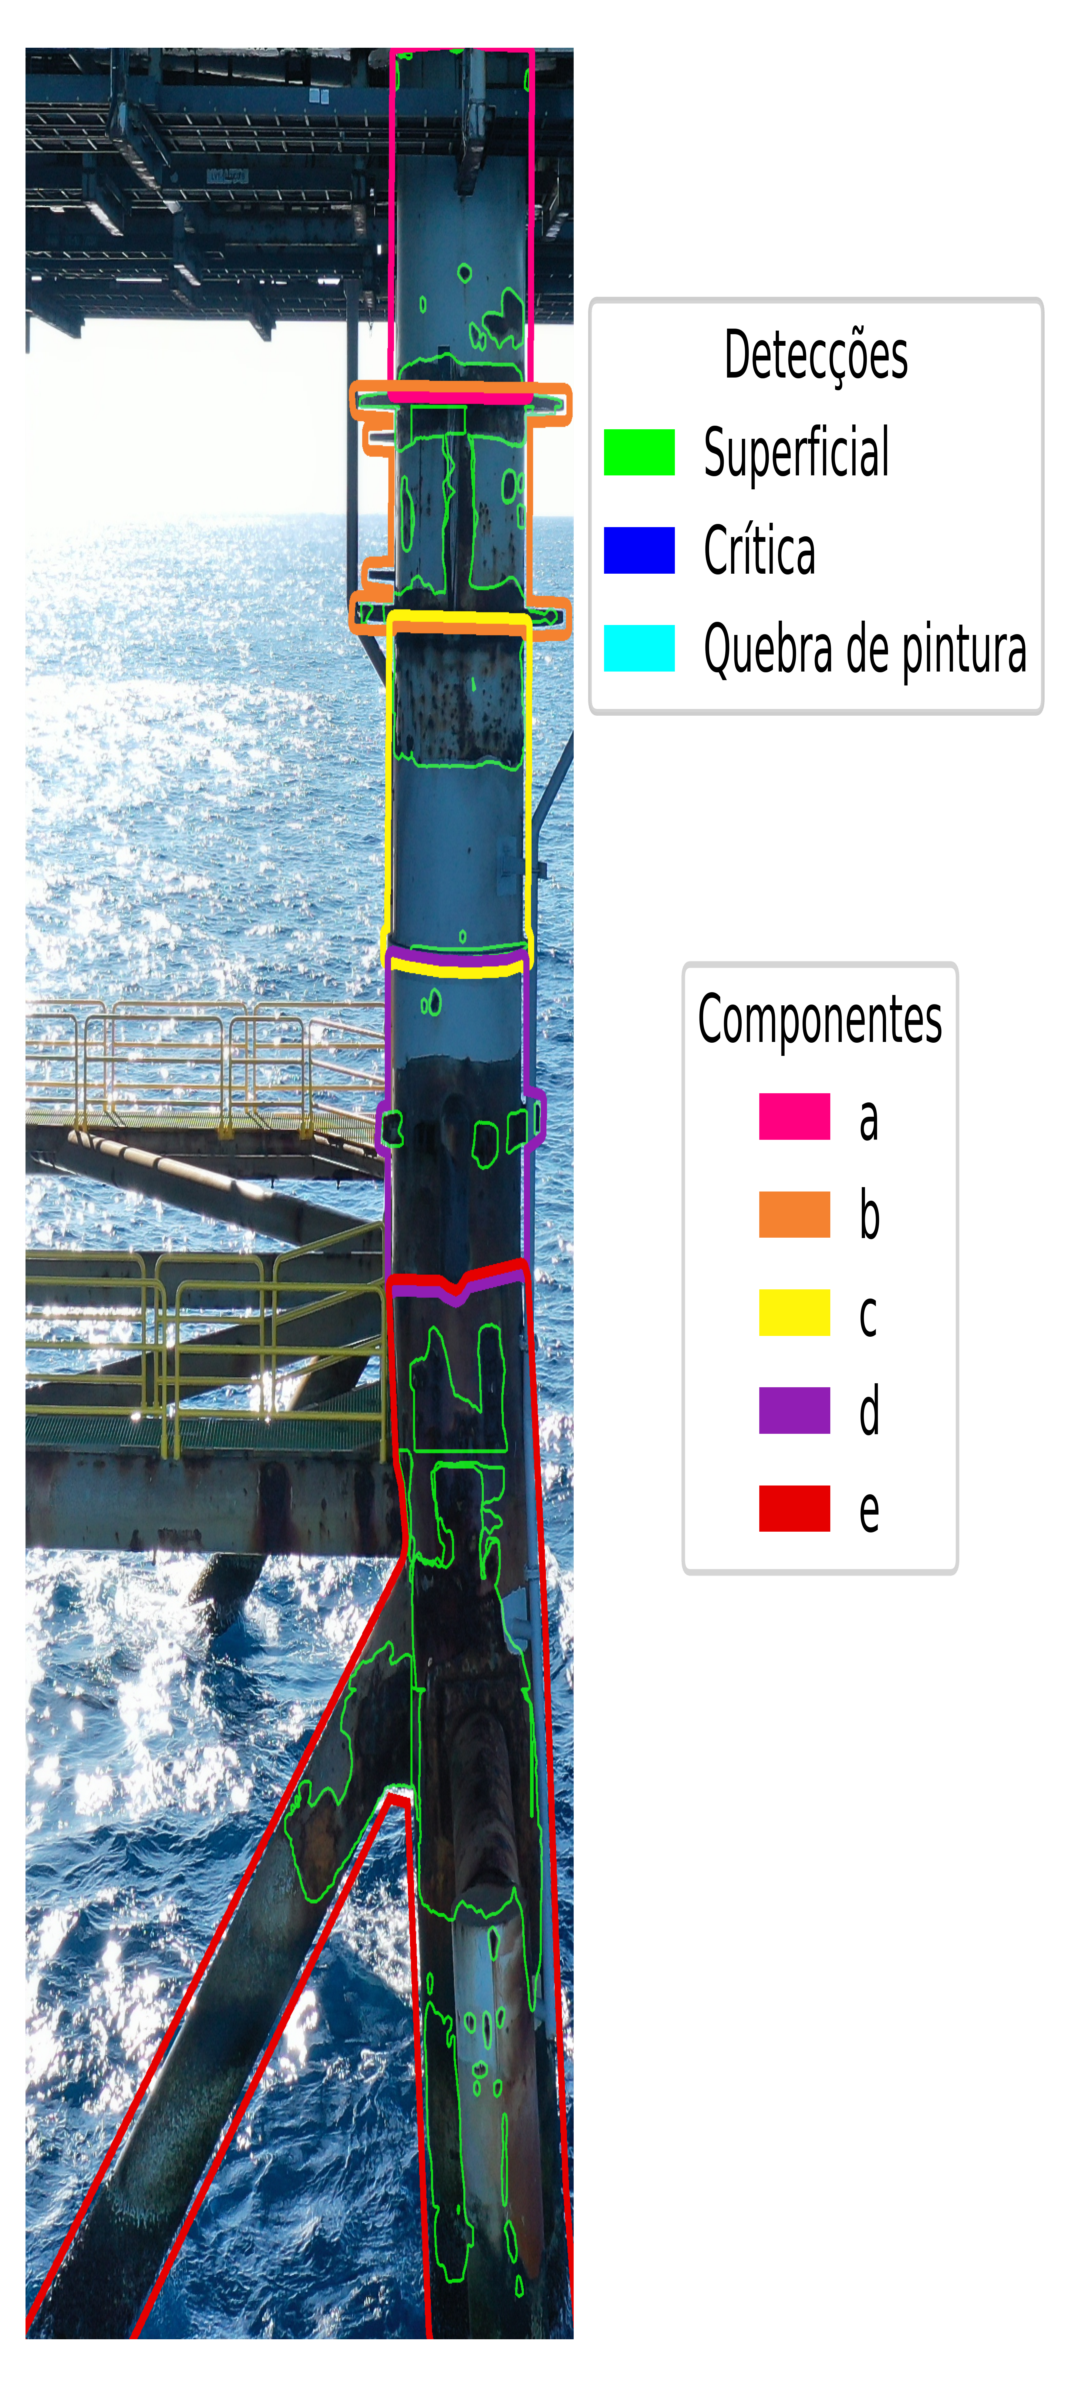 Detecções
Superficial
Crítica
Quebra de pintura
Componentes
a
b
c
d
e